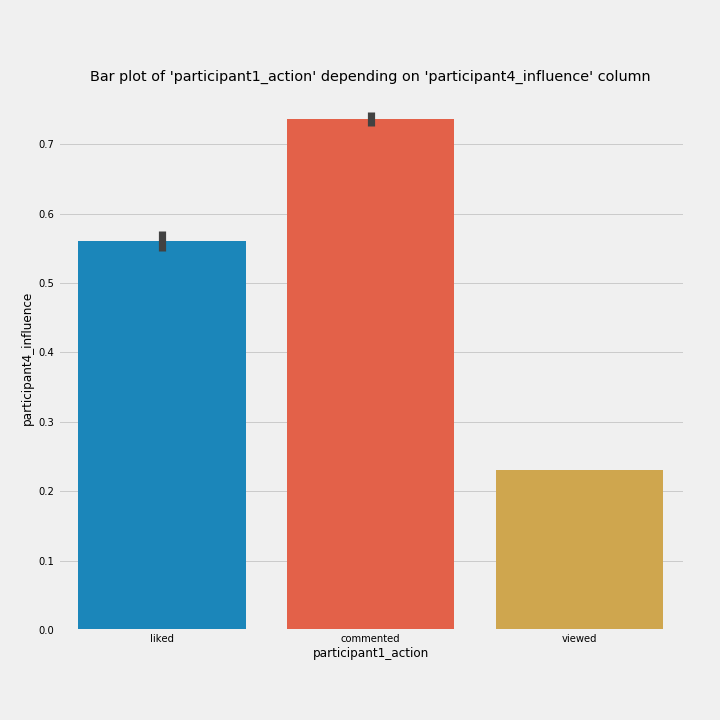 Bar plot of 'participant1_action' depending on 'participant4_influence' column
participant4_influence
0.7
0.6
0.5
0.4
0.3
0.2
0.1
0.0
liked commented viewed
participant1_action